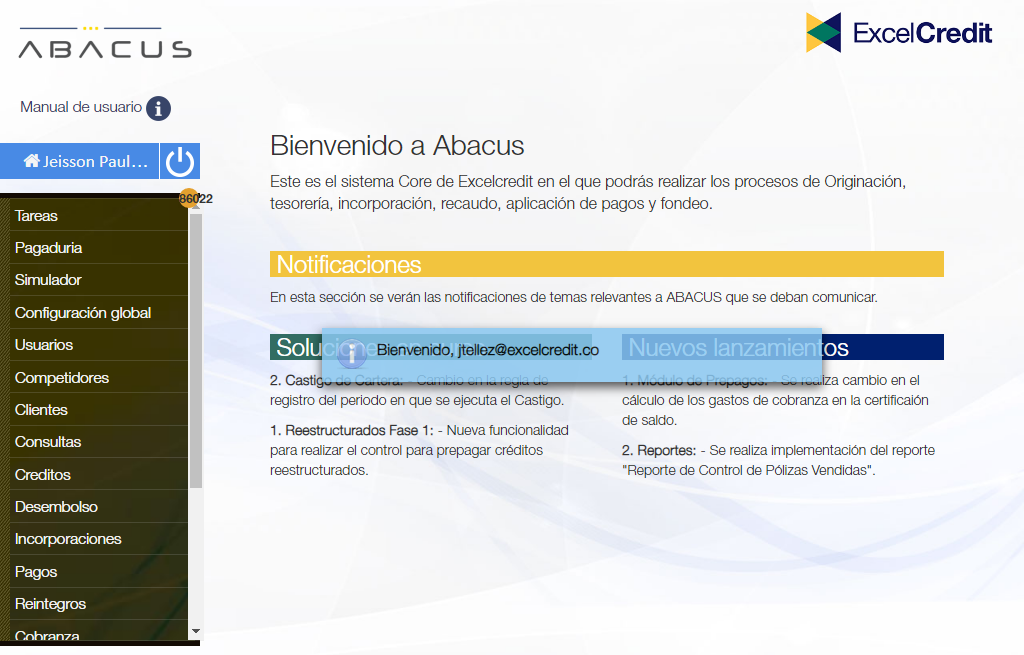 ABACUS
ExcelCredit
Manual de usuario
Bienvenido a Abacus
Jeisson Paul...
Este es el sistema Core de Excelcredit en el que podrás realizar los procesos de Originación,
tesorería, incorporación, recaudo, aplicación de pagos y fondeo.
86022
Tareas
Pagaduria
Simulador
Configuración global
Usuarios
Competidores
Clientes
Consultas
Creditos
Desembolso
Incorporaciones
Pagos
Reintegros
Cobranza
Notificaciones
En esta sección se verán las notificaciones de temas relevantes a ABACUS que se deban comunicar.
Bienvenido, jtellez@excelcredit.co
2. Castigo de Cartera: - Cambio en la regla de
registro del periodo en que se ejecuta el Castigo.
1. Reestructurados Fase 1: - Nueva funcionalidad
para realizar el control para prepagar créditos
reestructurados.
Nuevos lanzamientos
1. Módulo de Prepagos: - Se realiza cambio en el
cálculo de los gastos de cobranza en la certificaión
de saldo.
2. Reportes: - Se realiza implementación del reporte
"Reporte de Control de Pólizas Vendidas".